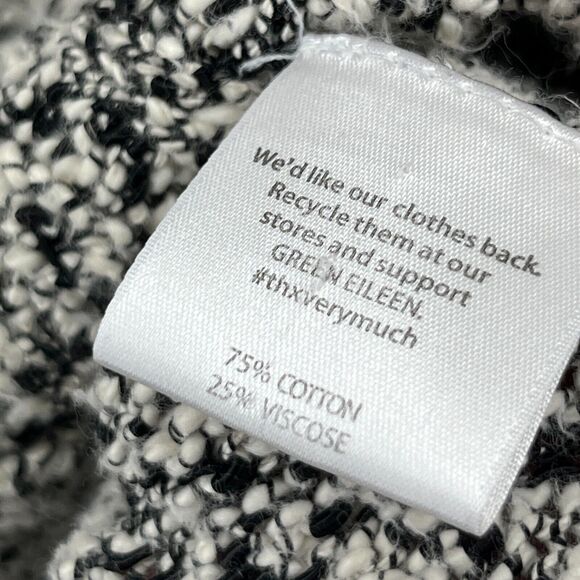 We'd like our clothes back.
Recycle them at our
stores and support
GREEN EILEEN.
#thxverymuch
75% COTTON
25% VISCOSE